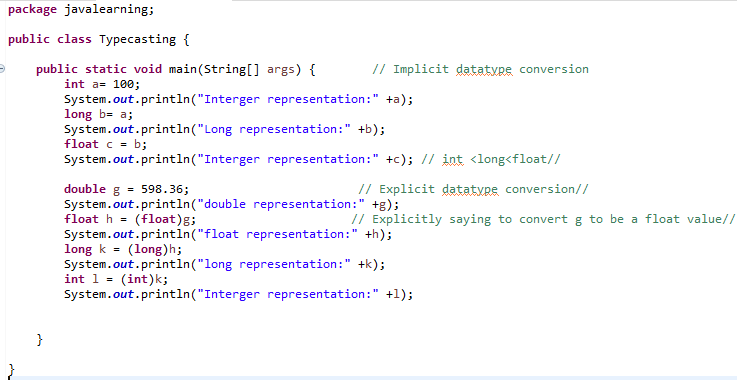 package javalearning;
public class Typecasting {
public static void main(String[] args) { // Implicit datatype conversion
int a= 100;
System.out.println("Interger representation:" +a);
long b= a;
System.out.println("Long representation:" +b);
float c = b;
System.out.println("Interger representation:" +c); // int <long<float//
double g = 598.36; // Explicit datatype conversion//
System.out.println("double representation:" +g);
float h = (float)g; // Explicitly saying to convert g to be a float value//
System.out.println("float representation:" +h);
long k = (long)h;
System.out.println("long representation:" +k);
int l = (int)k;
System.out.println("Interger representation:" +l);
}
}